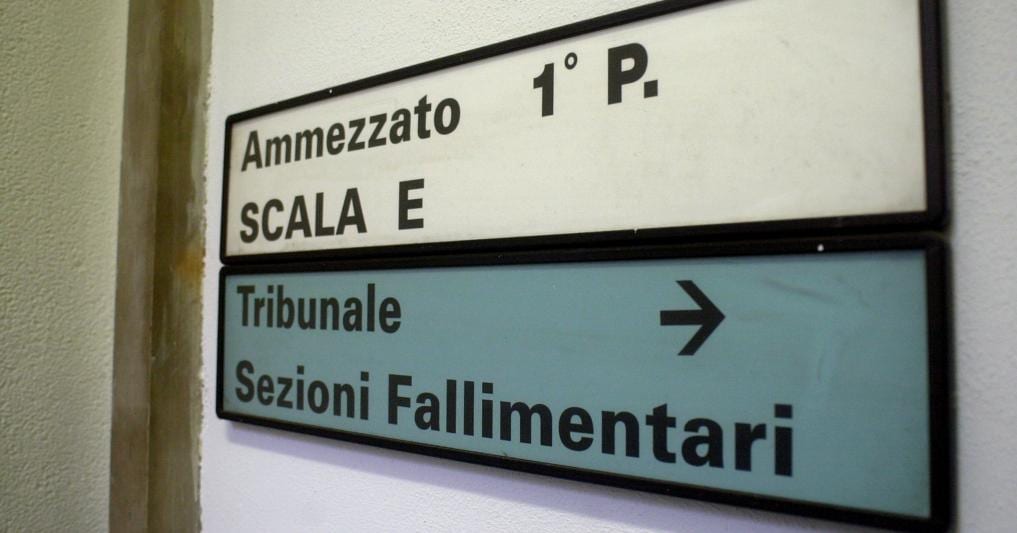 Ammezzato 1° P.
SCALA E
Tribunale →
Sezioni Fallimentari